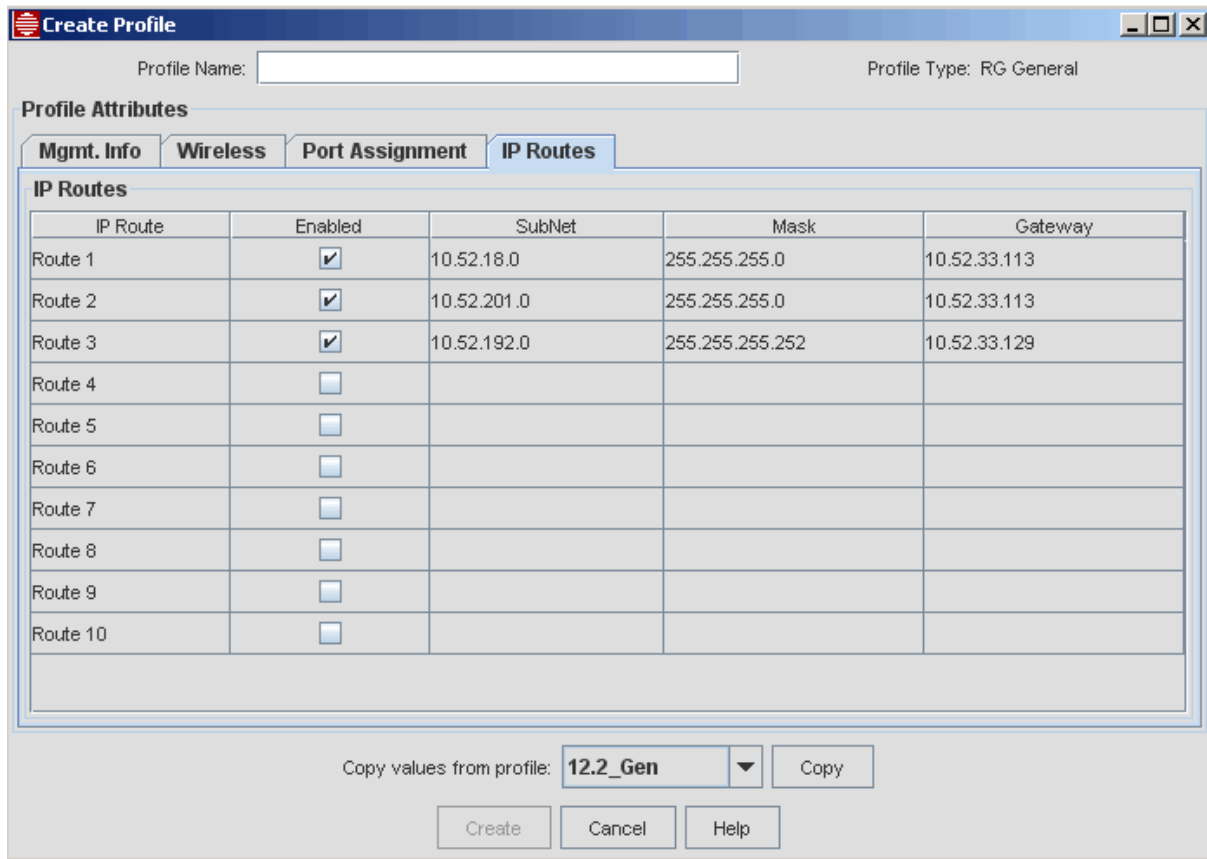 Create Profile
Profile Name: Profile Type: RG General
Profile Attributes
Mgmt. Info Wireless Port Assignment IP Routes
IP Routes
IP Route Enabled SubNet Mask Gateway
Route 1 10.52.18.0 255.255.255.0 10.52.33.113
Route 2 10.52.201.0 255.255.255.0 10.52.33.113
Route 3 10.52.192.0 255.255.255.252 10.52.33.129
Route 4
Route 5
Route 6
Route 7
Route 8
Route 9
Route 10
Copy values from profile: 12.2_Gen Copy
Create Cancel Help